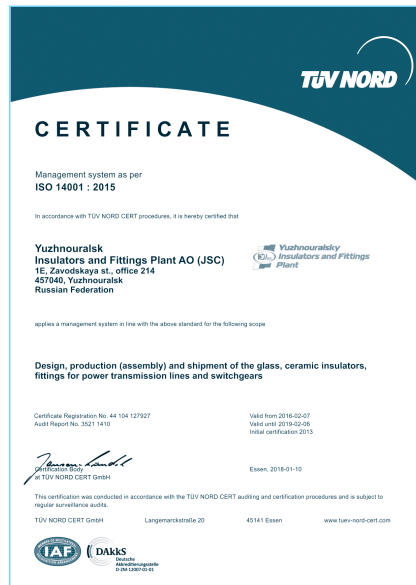 TÜV NORD
CERTIFICATE
Management system as per
ISO 14001 : 2015
In accordance with TÜV NORD CERT procedures, it is hereby certified that
Yuzhnouralsk
Insulators and Fittings Plant AO (JSC)
1E, Zavodskaya st., office 214
457040, Yuzhnouralsk
Russian Federation
Yuzhnouralsky
Insulators and Fittings
Plant
applies a management system in line with the above standard for the following scope
Design, production (assembly) and shipment of the glass, ceramic insulators,
fittings for power transmission lines and switchgears
Certificate Registration No. 44 104 127927
Audit Report No. 3521 1410
Valid from 2016-02-07
Valid until 2019-02-06
Initial certification 2013
Certification Body
at TÜV NORD CERT GmbH
Essen, 2018-01-10
This certification was conducted in accordance with the TÜV NORD CERT auditing and certification procedures and is subject to
regular surveillance audits.
TÜV NORD CERT GmbH Langemarckstraße 20 45141 Essen www.tuev-nord-cert.com
IAF
DAkkS
Deutsche
Akkreditierungsstelle
D-ZM-12007-01-01